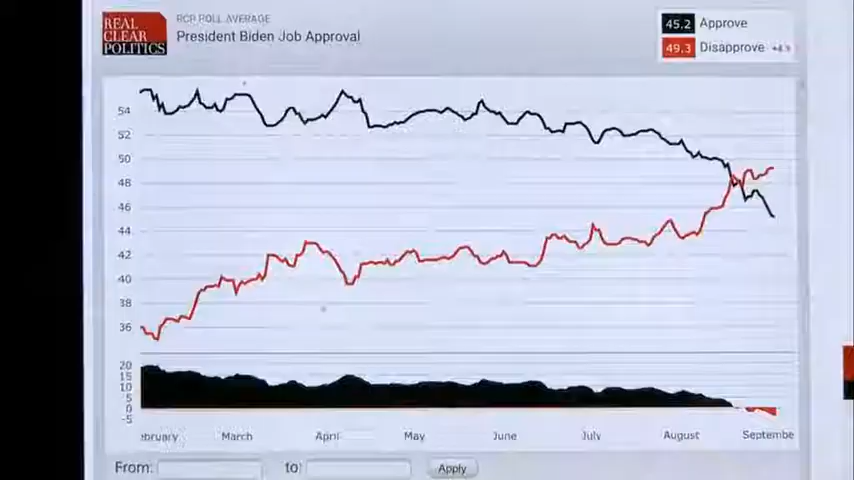 REAL
CLEAR
POLITICS
RCP POLL AVERAGE
President Biden Job Approval
45.2 Approve
49.3 Disapprove
54
52
50
48
46
44
42
40
38
36
20
15
10
5
0
-5
bruary March April May June July August Septembe
From: to: Apply